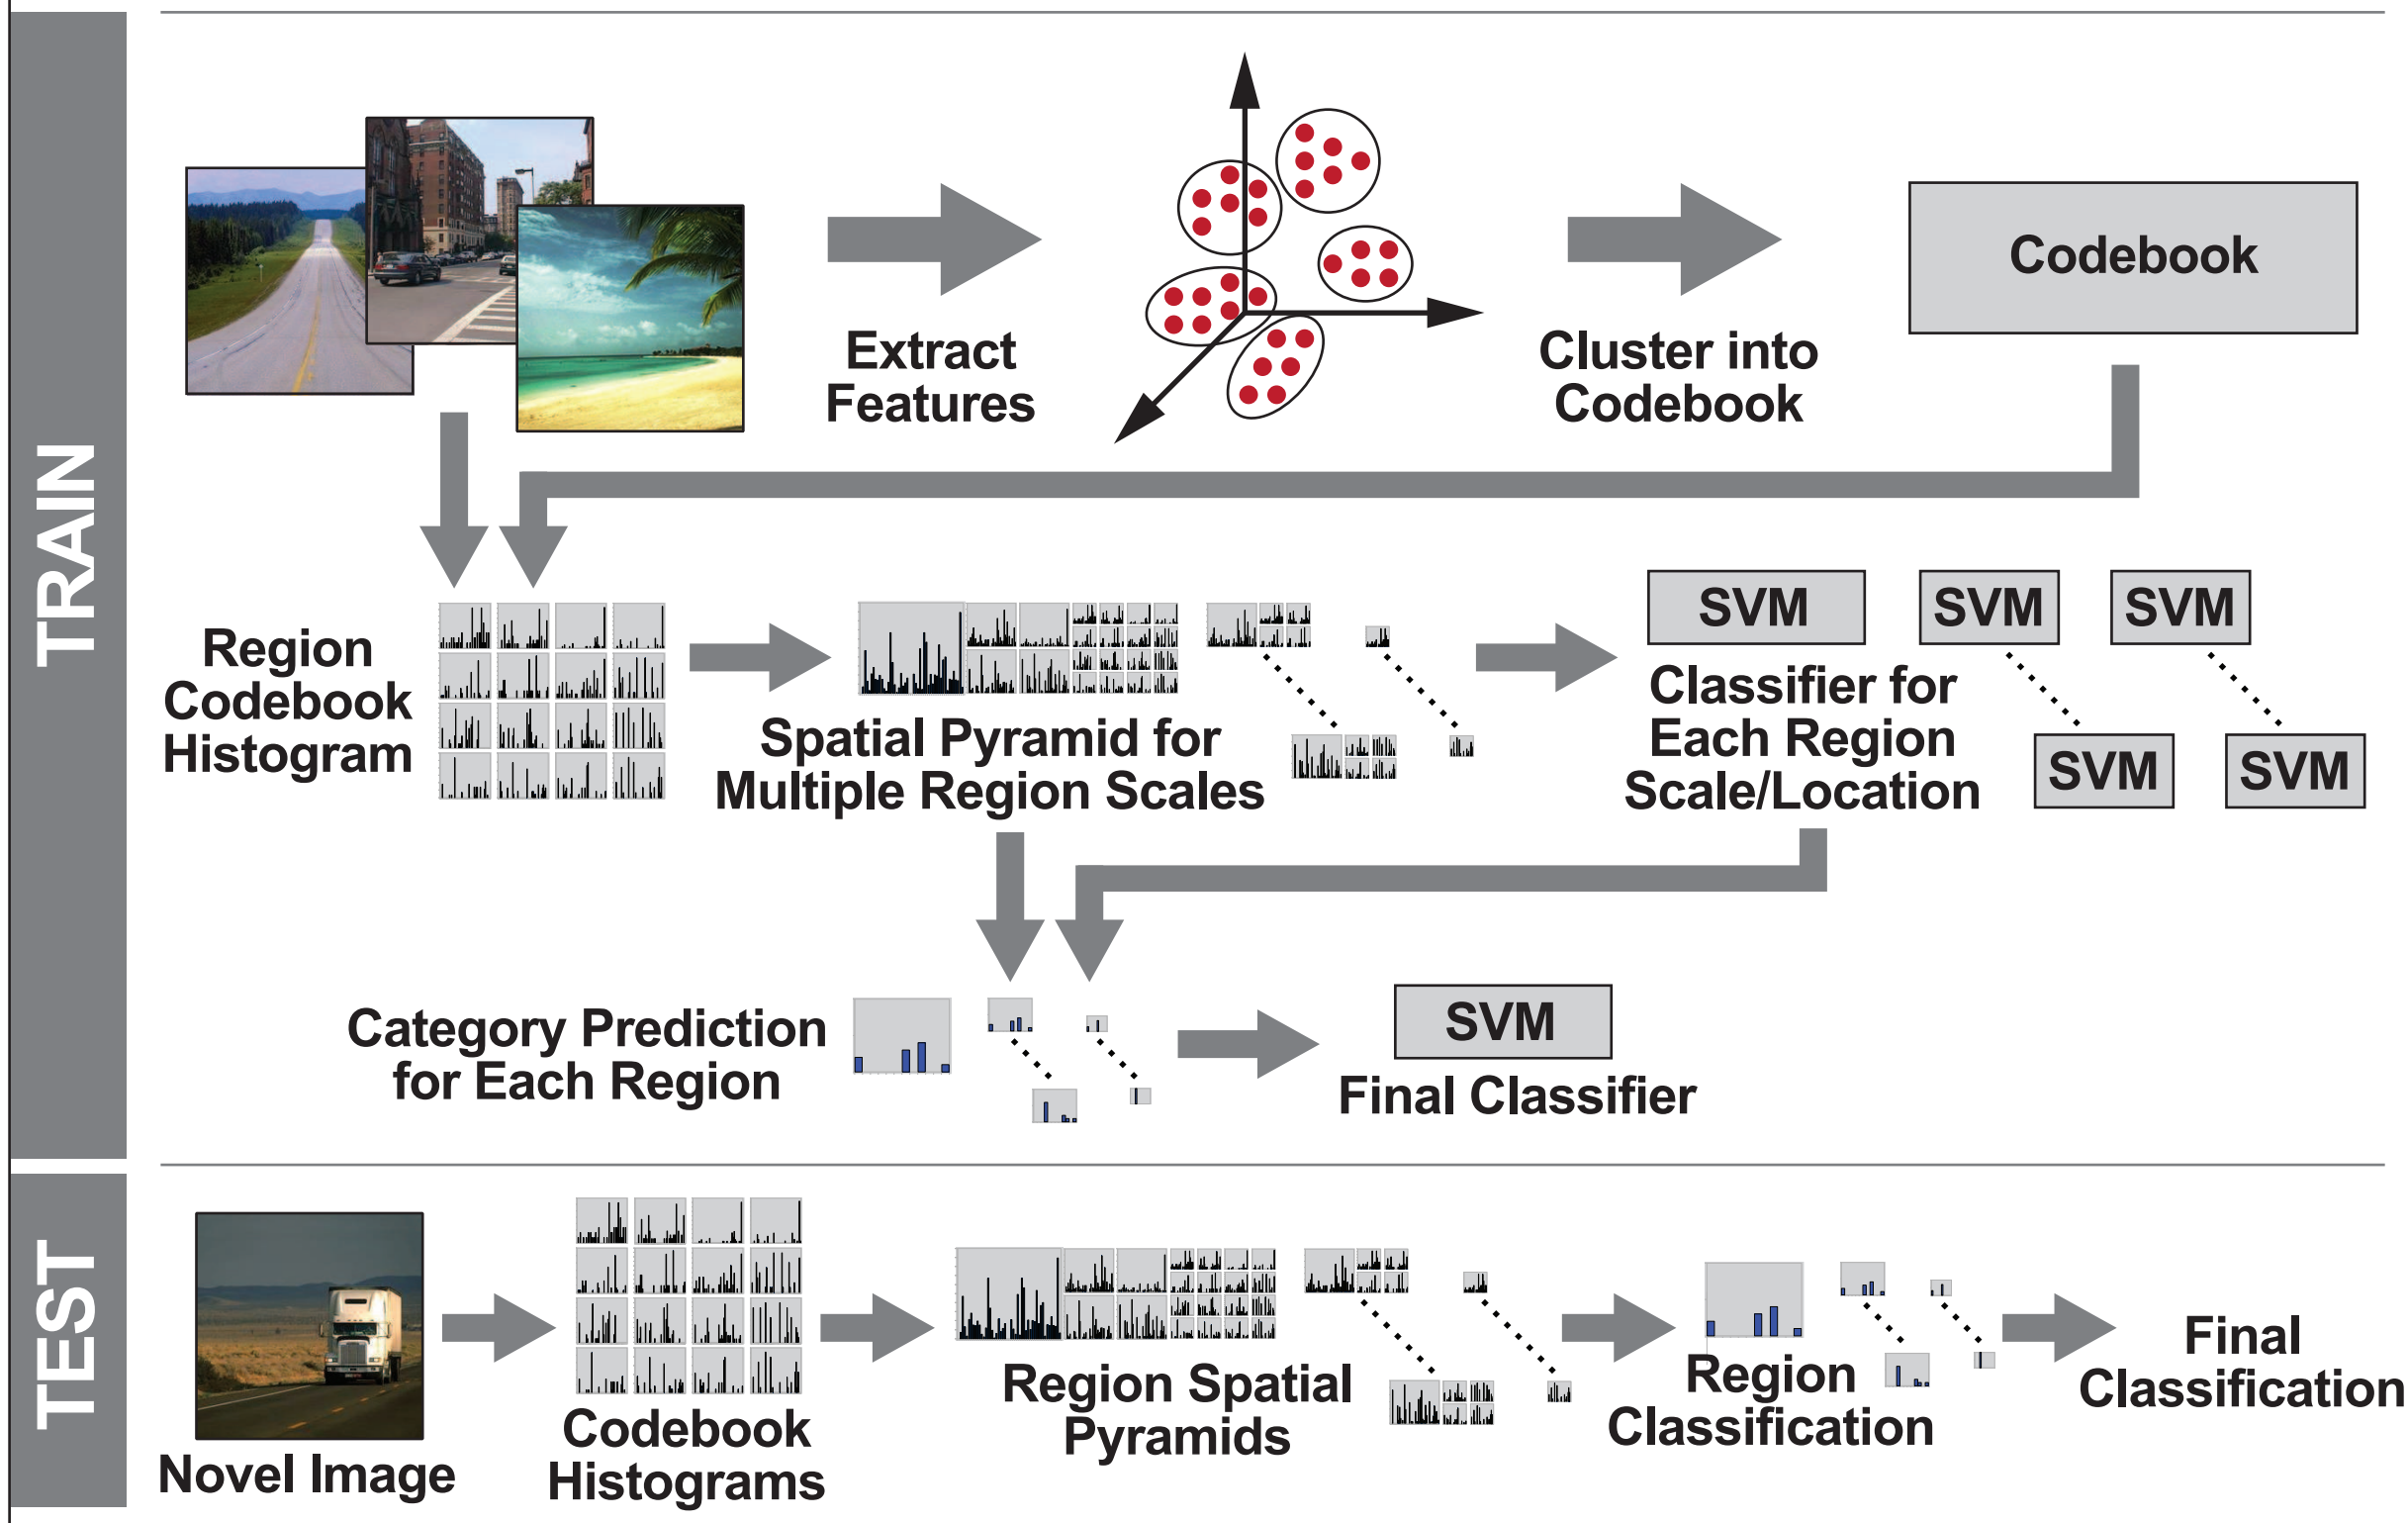 TRAIN
Extract
Features
Cluster into
Codebook
Codebook
Region
Codebook
Histogram
Spatial Pyramid for
Multiple Region Scales
SVM
SVM
SVM
SVM
SVM
Classifier for
Each Region
Scale/Location
Category Prediction
for Each Region
SVM
Final Classifier
TEST
Novel Image
Codebook
Histograms
Region Spatial
Pyramids
Region
Classification
Final
Classification